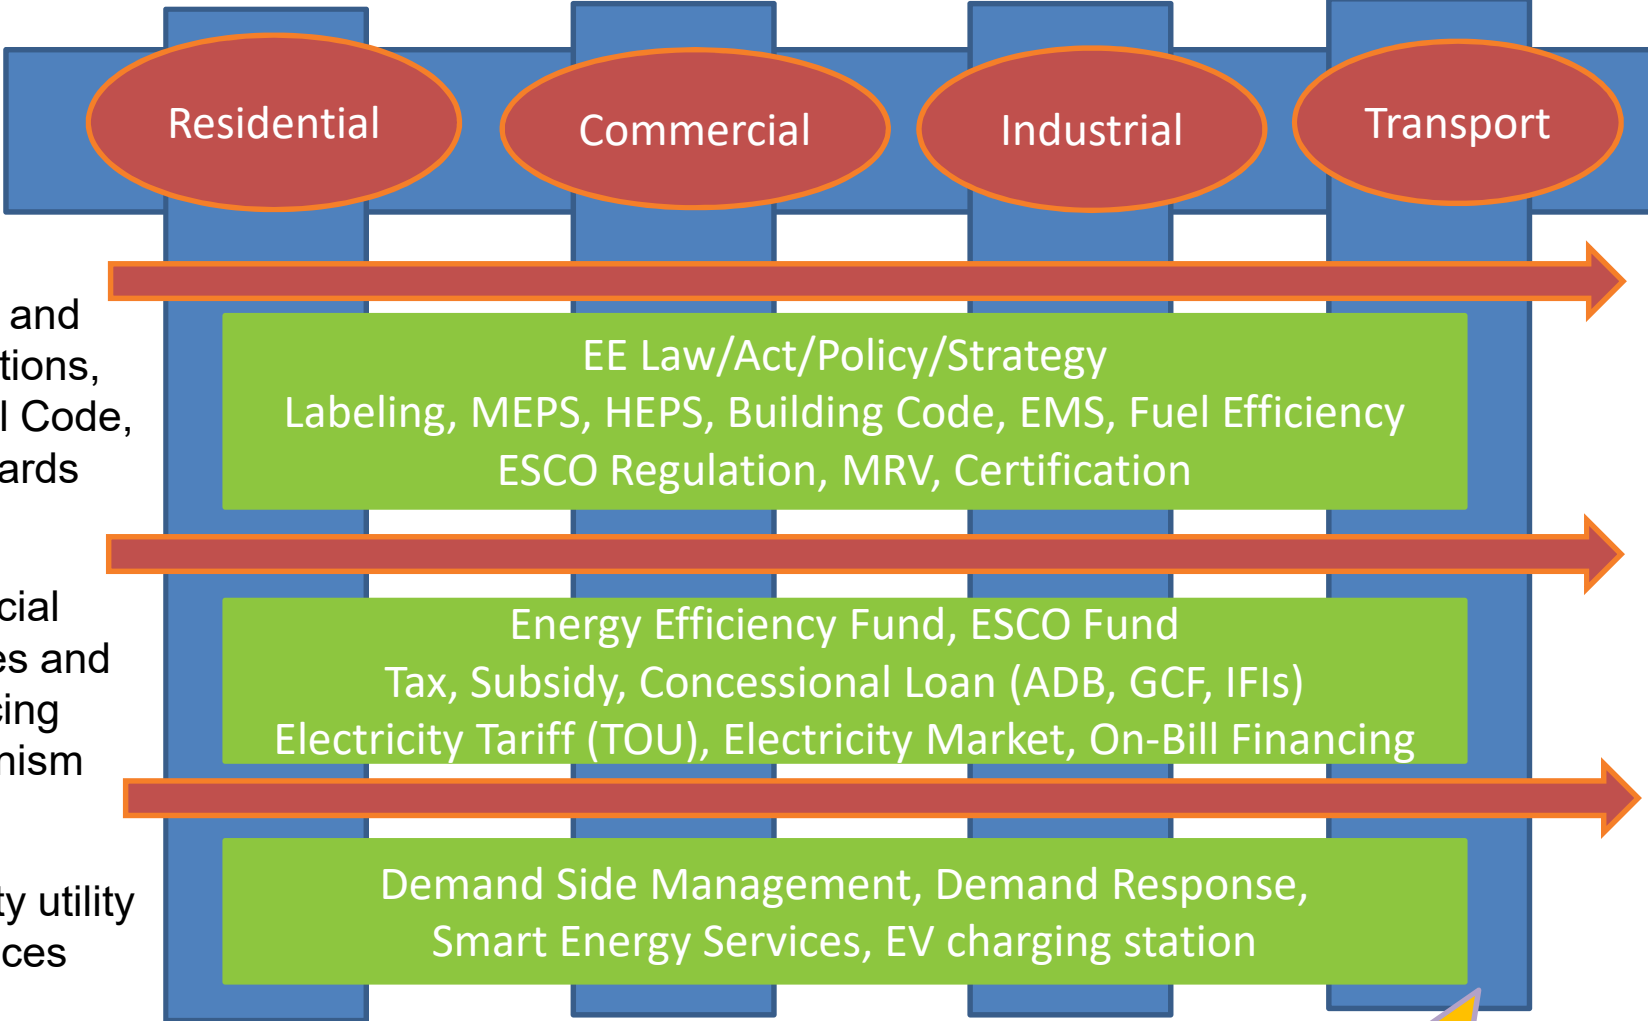 Residential
Commercial
Industrial
Transport
and
tions,
l Code,
ards
EE Law/Act/Policy/Strategy
Labeling, MEPS, HEPS, Building Code, EMS, Fuel Efficiency
ESCO Regulation, MRV, Certification
cial
es and
cing
nism
Energy Efficiency Fund, ESCO Fund
Tax, Subsidy, Concessional Loan (ADB, GCF, IFIs)
Electricity Tariff (TOU), Electricity Market, On-Bill Financing
ty utility
ces
Demand Side Management, Demand Response,
Smart Energy Services, EV charging station